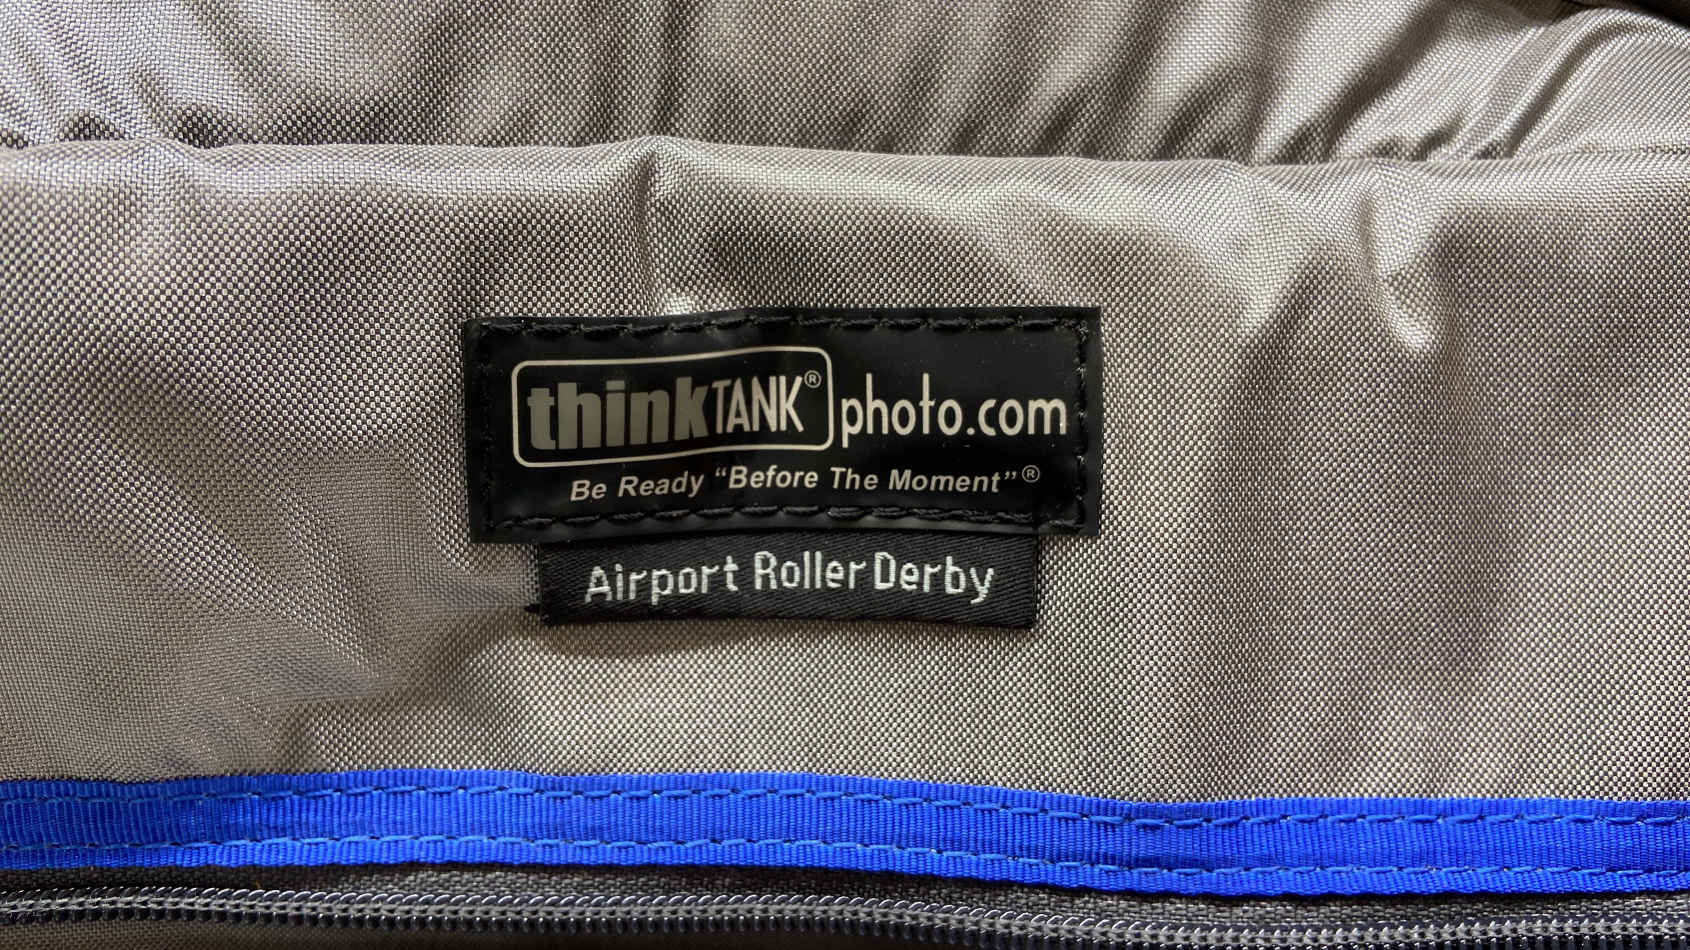 thinkTANK® photo.com
Be Ready “Before The Moment”®
Airport Roller Derby